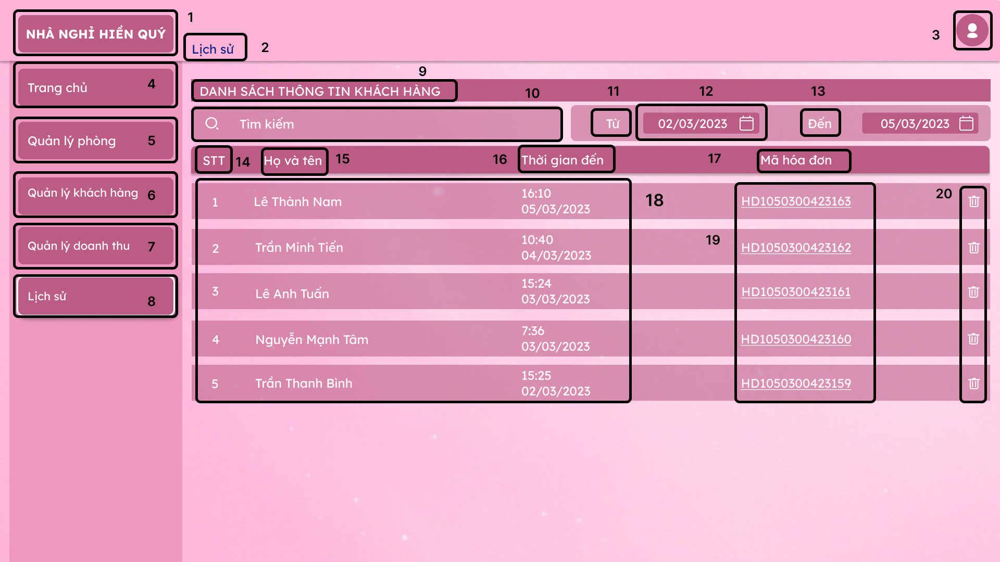 NHÀ NGHỈ HIỀN QUÝ
1
Lịch sử
2
3
Trang chủ 4
Quản lý phòng 5
Quản lý khách hàng 6
Quản lý doanh thu 7
Lịch sử 8
9
DANH SÁCH THÔNG TIN KHÁCH HÀNG
10 11 12 13
Tìm kiếm
Từ 02/03/2023 Đến 05/03/2023
STT 14 Họ và tên 15 16 Thời gian đến 17 Mã hóa đơn
1 Lê Thành Nam 16:10 05/03/2023 18 HD1050300423163 20
2 Trần Minh Tiến 10:40 04/03/2023 19 HD1050300423162
3 Lê Anh Tuấn 15:24 03/03/2023 HD1050300423161
4 Nguyễn Mạnh Tâm 7:36 03/03/2023 HD1050300423160
5 Trần Thanh Bình 15:25 02/03/2023 HD1050300423159